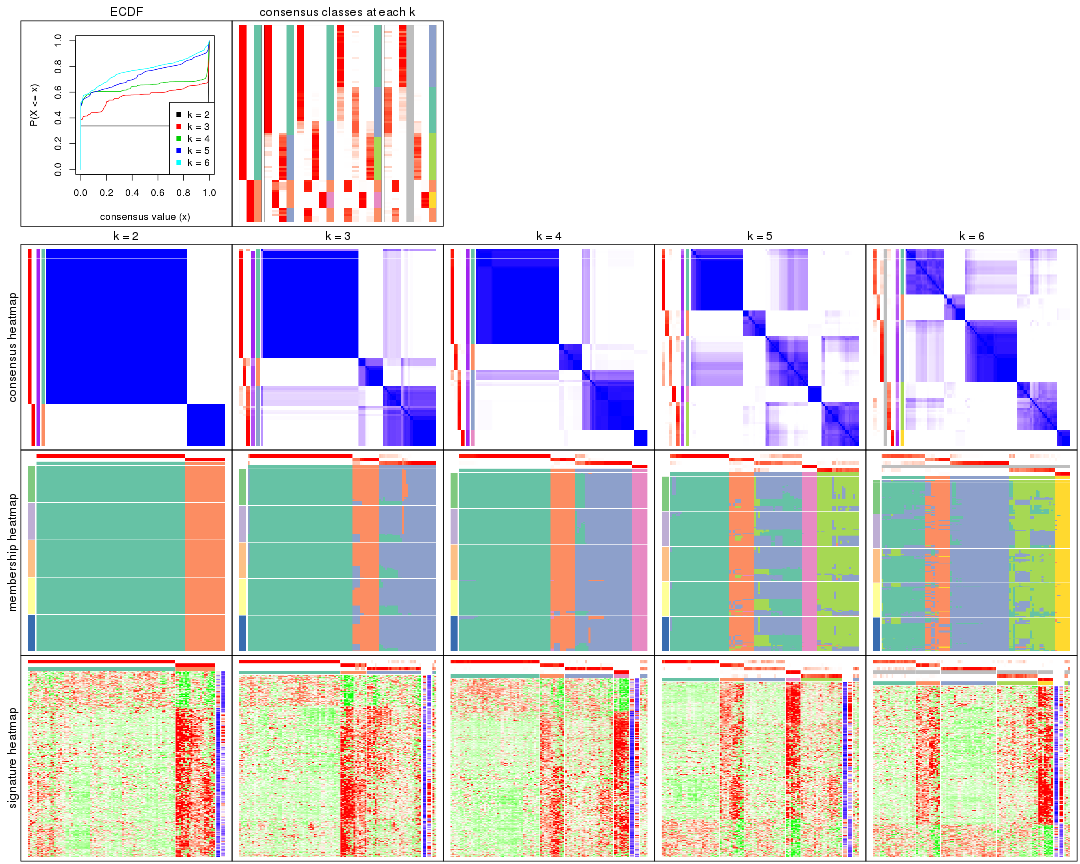 ECDF
consensus classes at each k
P(X <= x)
0.0 0.2 0.4 0.6 0.8 1.0
k = 2
k = 3
k = 4
k = 5
k = 6
0.0 0.2 0.4 0.6 0.8 1.0
consensus value (x)
k = 2
k = 3
k = 4
k = 5
k = 6
consensus heatmap
membership heatmap
signature heatmap